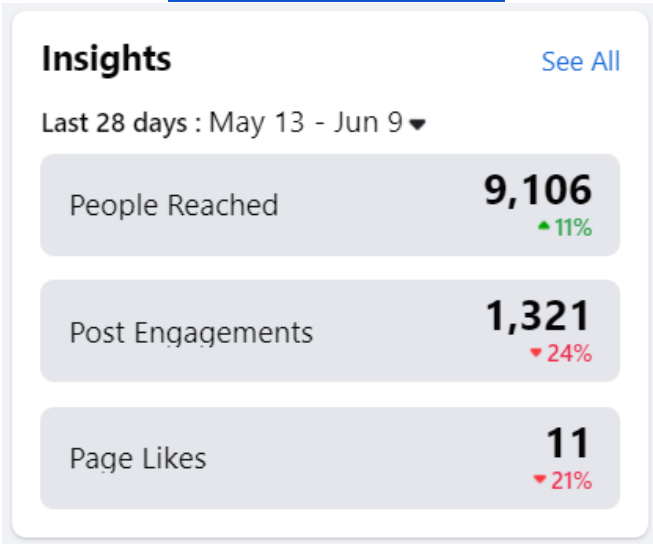 Insights
See All
Last 28 days : May 13 - Jun 9
People Reached
9,106
11%
Post Engagements
1,321
24%
Page Likes
11
21%